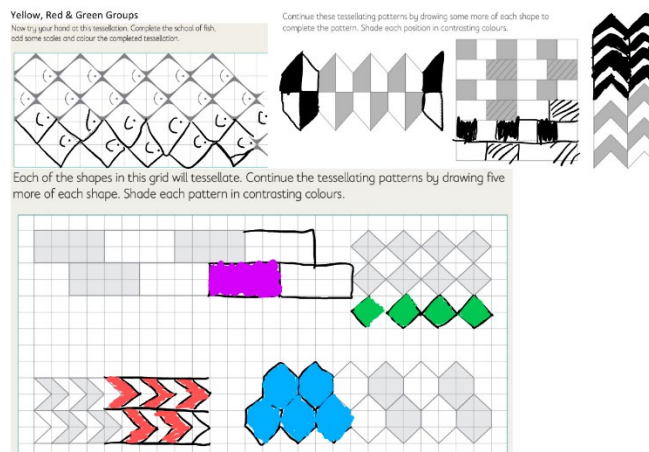 Yellow, Red & Green Groups
Now try your hand at this tessellation. Complete the school of fish,
add some scales and colour the completed tessellation.
Continue these tessellating patterns by drawing some more of each shape to
complete the pattern. Shade each position in contrasting colours.
Each of the shapes in this grid will tessellate. Continue the tessellating patterns by drawing five
more of each shape. Shade each pattern in contrasting colours.